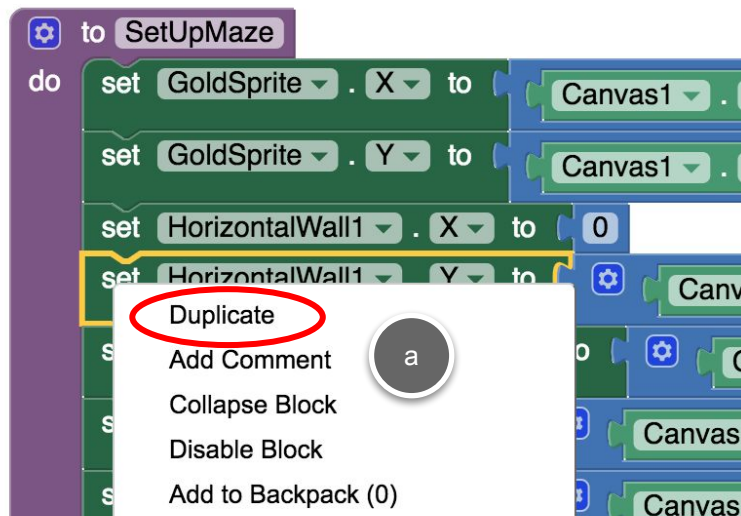 to SetUpMaze
do set GoldSprite . X to Canvas1 .
set GoldSprite . Y to Canvas1 .
set HorizontalWall1 . X to 0
set HorizontalWall1 . Y to Canv
Duplicate
s
Add Comment
a
o
Collapse Block
s
Canvas
Disable Block
s
Add to Backpack (0)
Canvas